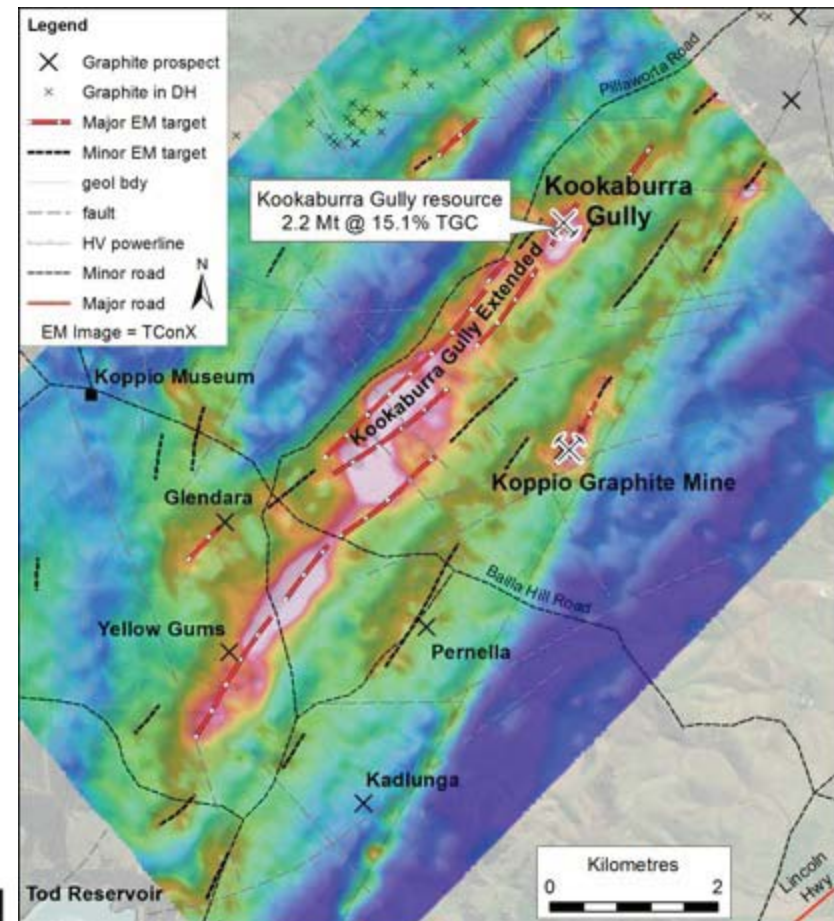 Legend
Graphite prospect
Graphite in DH
Major EM target
Minor EM target
geol bdy
fault
HV powerline
Minor road
Major road
N
EM Image = TConX
Pillaworta Road
Kookaburra Gully resource
2.2 Mt @ 15.1% TGC
Kookaburra
Gully
Kookaburra Gully Extended
Koppio Museum
Koppio Graphite Mine
Glendara
Bailla Hill Road
Yellow Gums
Pernella
Kadlunga
Tod Reservoir
Kilometres
0 2
Lincoln
Hwy